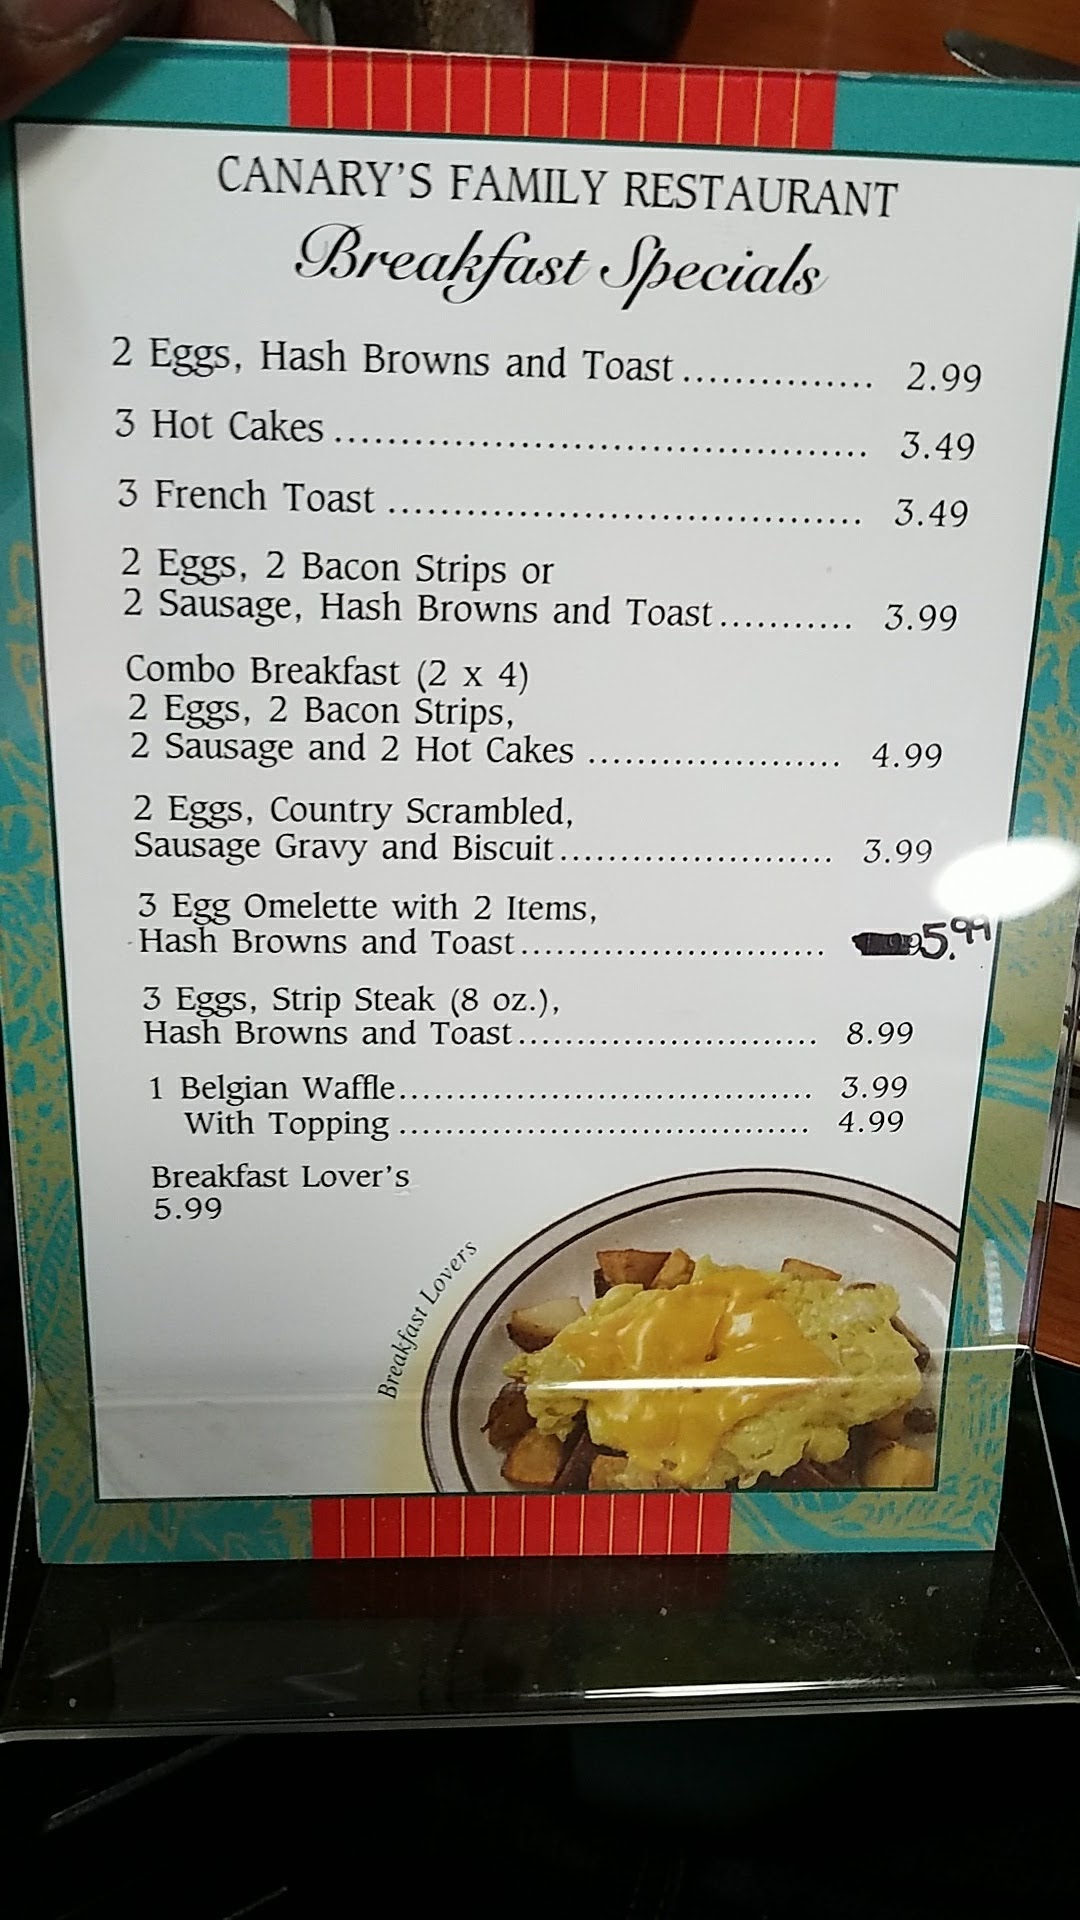 CANARY'S FAMILY RESTAURANT
Breakfast Specials
2 Eggs, Hash Browns and Toast............... 2.99
3 Hot Cakes........................................ 3.49
3 French Toast.................................... 3.49
2 Eggs, 2 Bacon Strips or
2 Sausage, Hash Browns and Toast........... 3.99
Combo Breakfast (2 x 4)
2 Eggs, 2 Bacon Strips,
2 Sausage and 2 Hot Cakes ..................... 4.99
2 Eggs, Country Scrambled,
Sausage Gravy and Biscuit....................... 3.99
3 Egg Omelette with 2 Items,
Hash Browns and Toast.......................... 5.99
3 Eggs, Strip Steak (8 oz.),
Hash Browns and Toast.......................... 8.99
1 Belgian Waffle.................................... 3.99
With Topping................................... 4.99
Breakfast Lover's
5.99
Breakfast Lovers